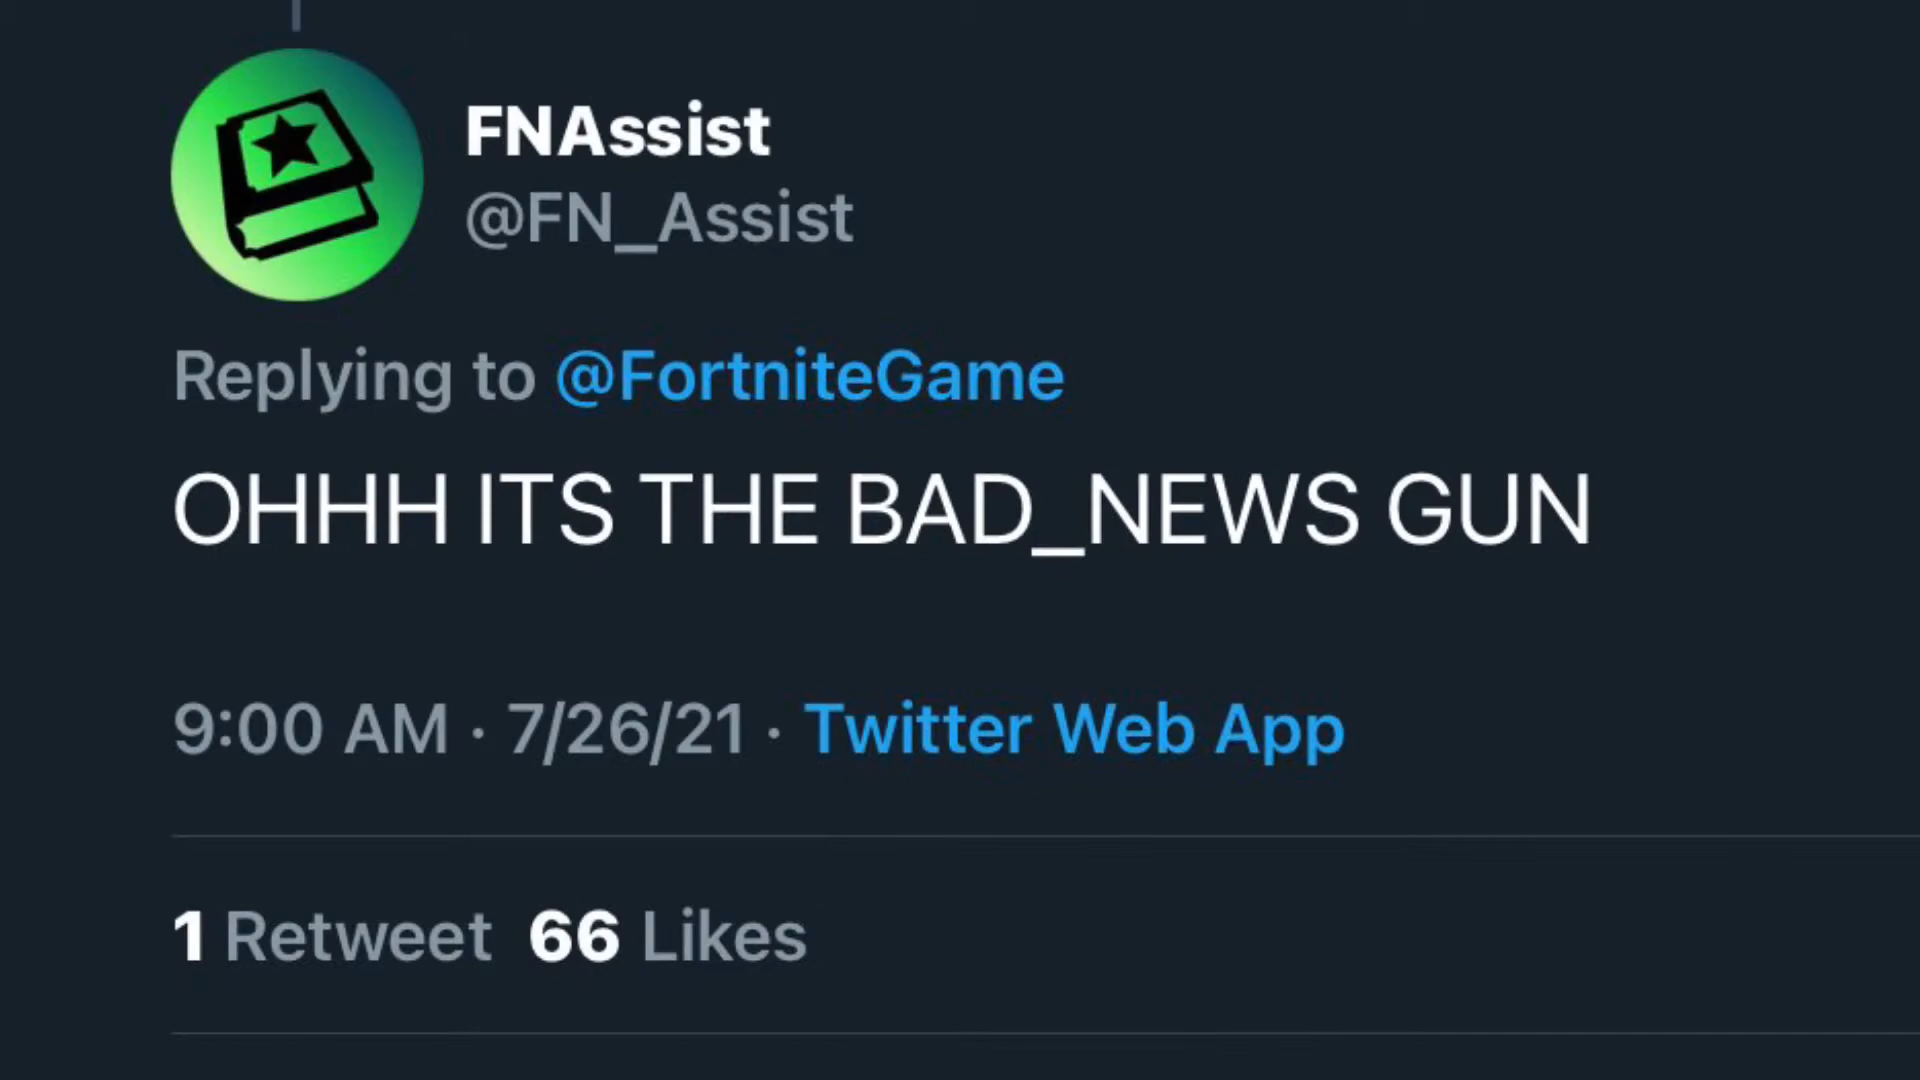 FNAssist
@FN_Assist
Replying to @FortniteGame
OHHH ITS THE BAD_NEWS GUN
9:00 AM · 7/26/21 · Twitter Web App
1 Retweet 66 Likes